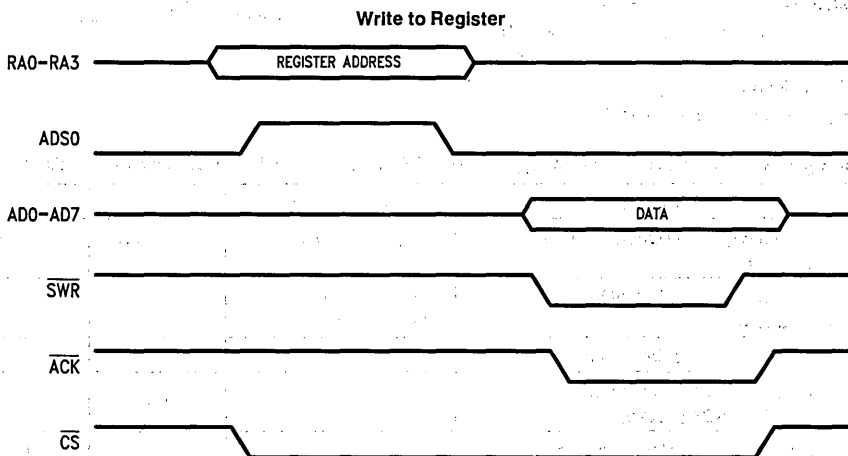 Write to Register
RA0-RA3
REGISTER ADDRESS
ADS0
AD0-AD7
DATA
SWR
ACK
CS